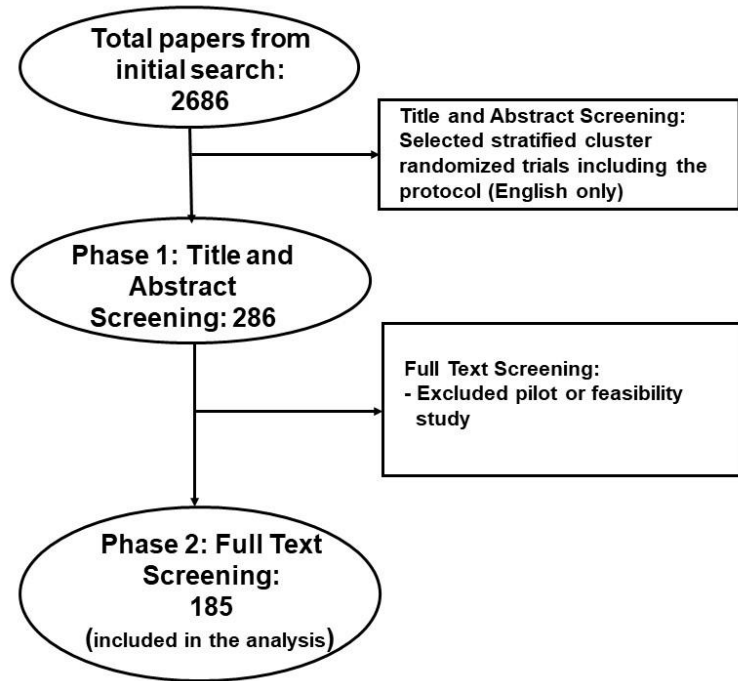 Total papers from
initial search:
2686
Title and Abstract Screening:
Selected stratified cluster
randomized trials including the
protocol (English only)
Phase 1: Title and
Abstract
Screening: 286
Full Text Screening:
- Excluded pilot or feasibility
study
Phase 2: Full Text
Screening:
185
(included in the analysis)